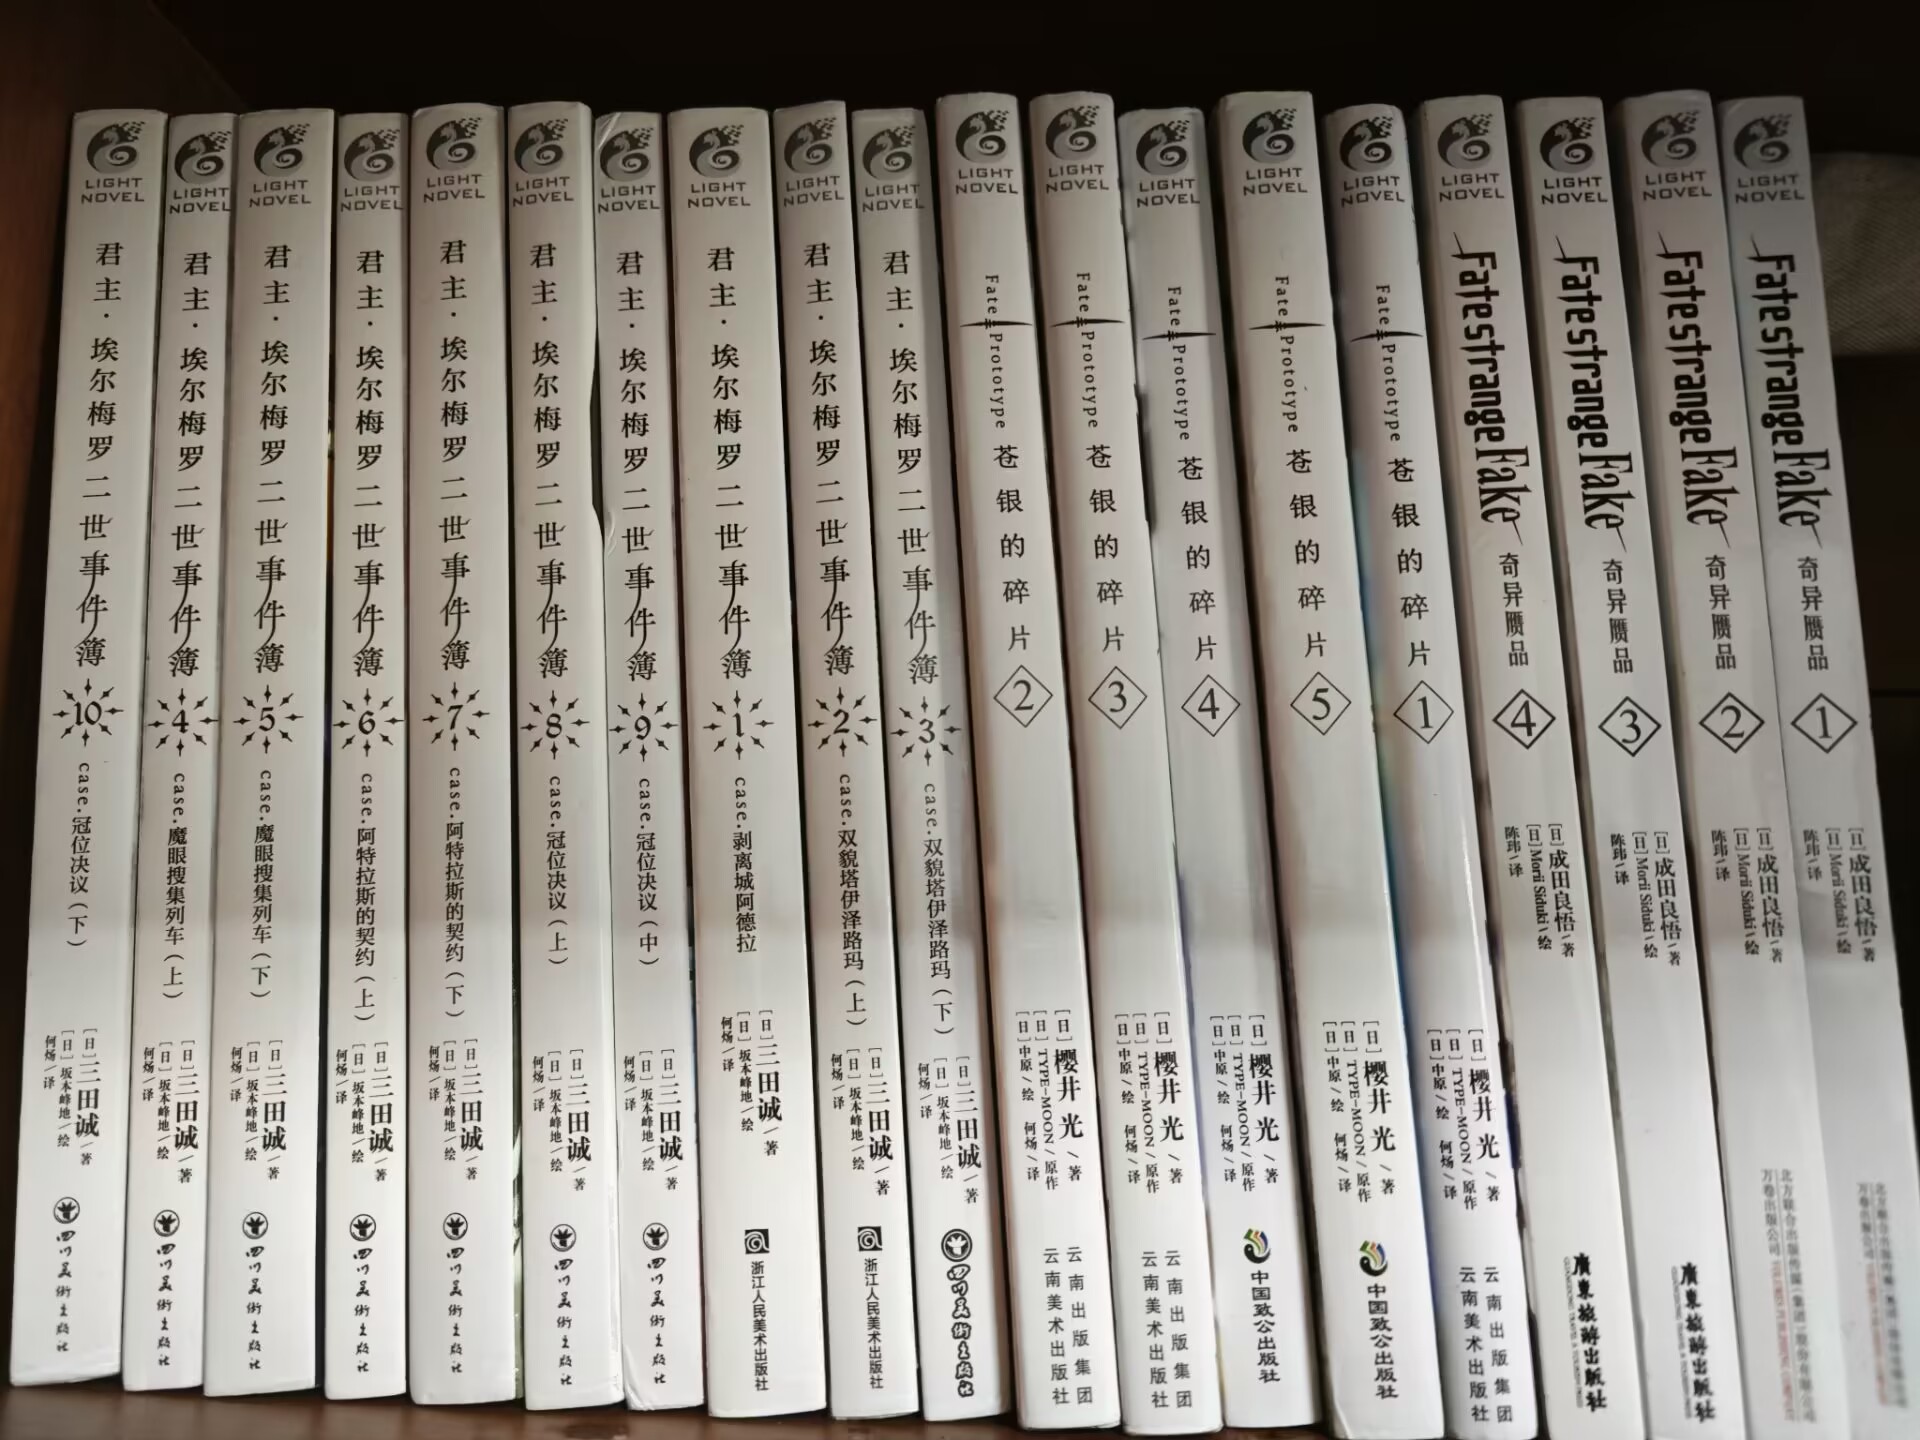 LIGHT
NOVEL
君主·埃尔梅罗二世事件簿
10
case.冠位决议(下)
[日]三田诚/著
[日]坂本峰地/绘
何炀/译
四川美术出版社
LIGHT
NOVEL
君主·埃尔梅罗二世事件簿
4
case.魔眼搜集列车(上)
[日]三田诚/著
[日]坂本峰地/绘
何炀/译
四川美术出版社
LIGHT
NOVEL
君主·埃尔梅罗二世事件簿
5
case.魔眼搜集列车(下)
[日]三田诚/著
[日]坂本峰地/绘
何炀/译
四川美术出版社
LIGHT
NOVEL
君主·埃尔梅罗二世事件簿
6
case.阿特拉斯的契约(上)
[日]三田诚/著
[日]坂本峰地/绘
何炀/译
四川美术出版社
LIGHT
NOVEL
君主·埃尔梅罗二世事件簿
7
case.阿特拉斯的契约(下)
[日]三田诚/著
[日]坂本峰地/绘
何炀/译
四川美术出版社
LIGHT
NOVEL
君主·埃尔梅罗二世事件簿
8
case.冠位决议(上)
[日]三田诚/著
[日]坂本峰地/绘
何炀/译
四川美术出版社
LIGHT
NOVEL
君主·埃尔梅罗二世事件簿
9
case.冠位决议(中)
[日]三田诚/著
[日]坂本峰地/绘
何炀/译
四川美术出版社
LIGHT
NOVEL
君主·埃尔梅罗二世事件簿
1
case.剥离城阿德拉
[日]三田诚/著
[日]坂本峰地/绘
何炀/译
浙江人民美术出版社
LIGHT
NOVEL
君主·埃尔梅罗二世事件簿
2
case.双貌塔伊泽路玛(上)
[日]三田诚/著
[日]坂本峰地/绘
何炀/译
浙江人民美术出版社
LIGHT
NOVEL
君主·埃尔梅罗二世事件簿
3
case.双貌塔伊泽路玛(下)
[日]三田诚/著
[日]坂本峰地/绘
何炀/译
四川美术出版社
LIGHT
NOVEL
Fate Prototype 苍银的碎片
2
[日]樱井光/著
[日]TYPE-MOON/原作
[日]中原/绘 何炀/译
云南出版集团
云南美术出版社
LIGHT
NOVEL
Fate Prototype 苍银的碎片
3
[日]樱井光/著
[日]TYPE-MOON/原作
[日]中原/绘 何炀/译
云南出版集团
云南美术出版社
LIGHT
NOVEL
Fate Prototype 苍银的碎片
4
[日]樱井光/著
[日]TYPE-MOON/原作
[日]中原/绘 何炀/译
中国致公出版社
LIGHT
NOVEL
Fate Prototype 苍银的碎片
5
[日]樱井光/著
[日]TYPE-MOON/原作
[日]中原/绘 何炀/译
中国致公出版社
LIGHT
NOVEL
Fate Prototype 苍银的碎片
1
[日]樱井光/著
[日]TYPE-MOON/原作
[日]中原/绘 何炀/译
云南出版集团
云南美术出版社
LIGHT
NOVEL
Fate strange Fake 奇异赝品
4
[日]成田良悟/著
[日]Morii Siduki/绘
陈玮/译
廣東旅游出版社
LIGHT
NOVEL
Fate strange Fake 奇异赝品
3
[日]成田良悟/著
[日]Morii Siduki/绘
陈玮/译
廣東旅游出版社
LIGHT
NOVEL
Fate strange Fake 奇异赝品
2
[日]成田良悟/著
[日]Morii Siduki/绘
陈玮/译
北方联合出版传媒(集团)股份有限公司
万卷出版公司
LIGHT
NOVEL
Fate strange Fake 奇异赝品
1
[日]成田良悟/著
[日]Morii Siduki/绘
陈玮/译
万卷出版公司